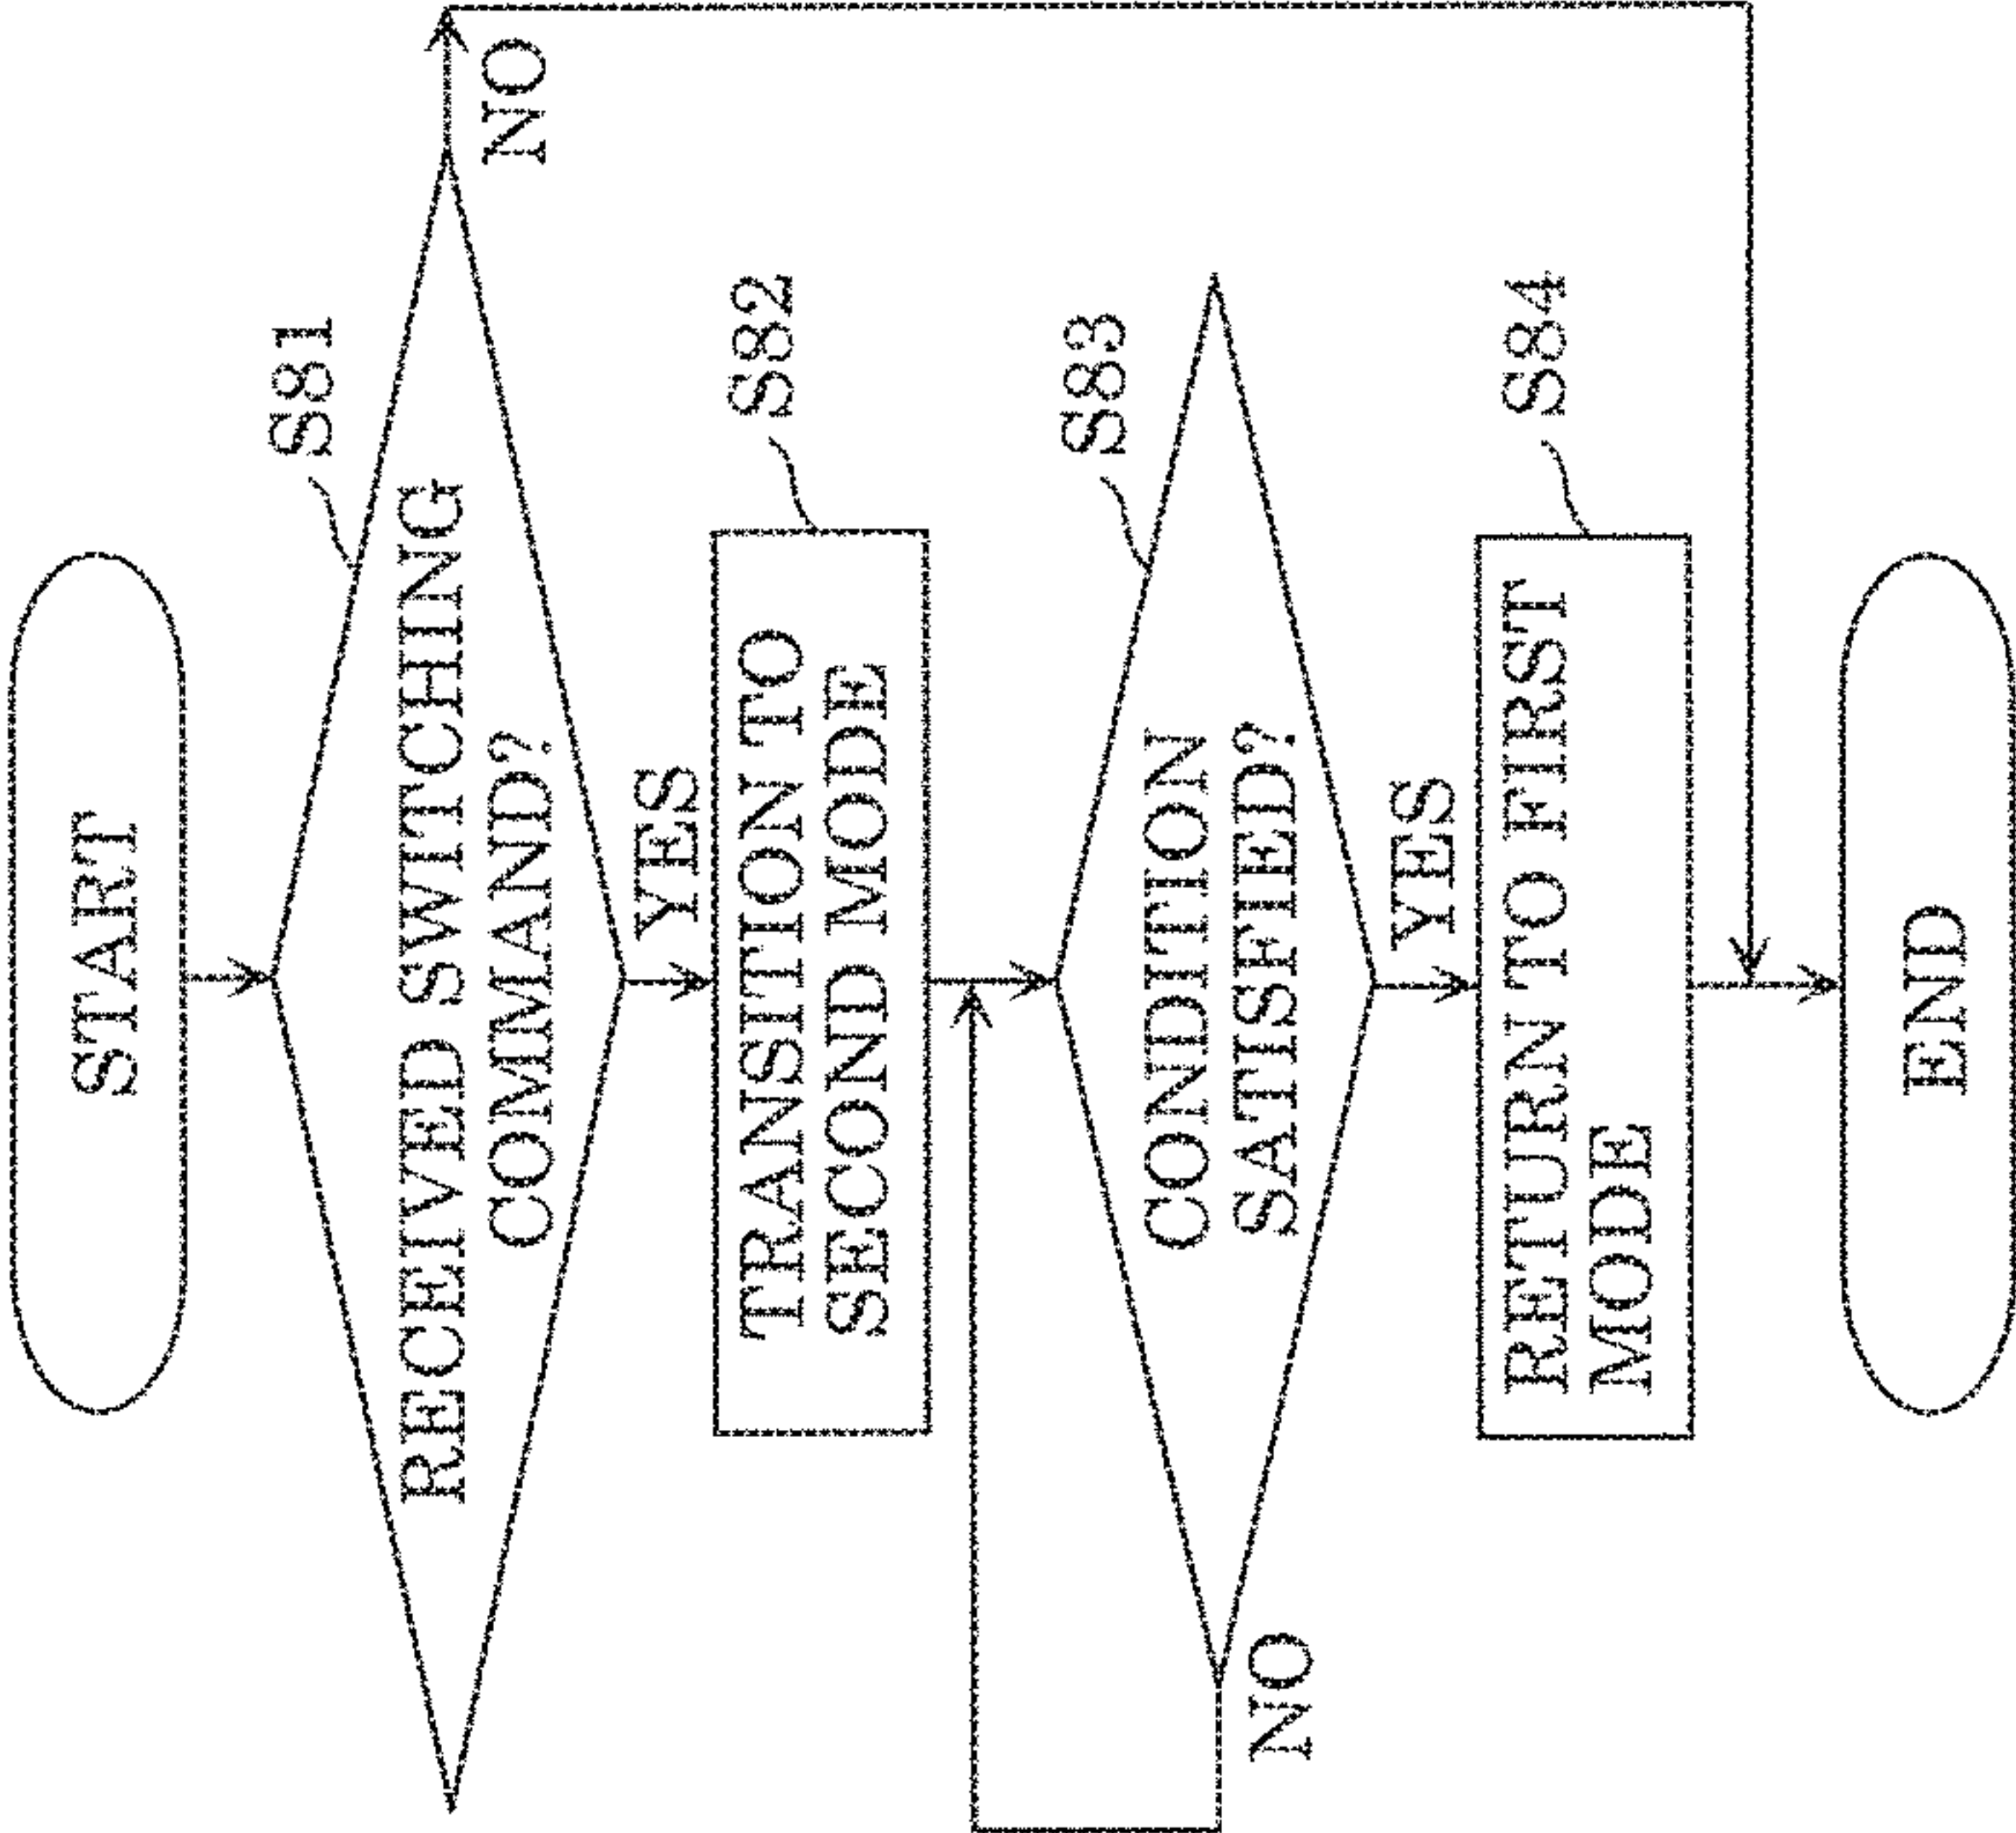 START
S81
RECEIVED SWITCHING
COMMAND?
NO
YES
S82
TRANSITION TO
SECOND MODE
S83
CONDITION
SATISFIED?
NO
YES
S84
RETURN TO FIRST
MODE
END